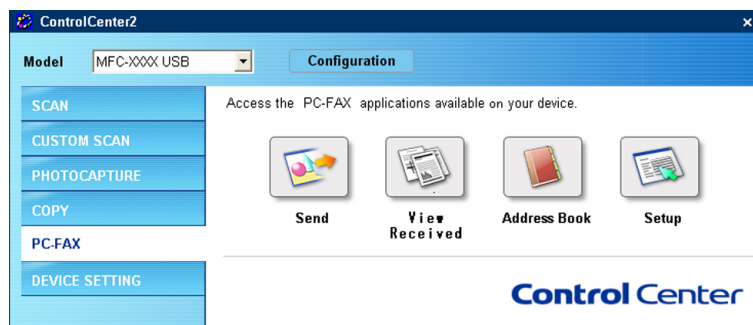 ControlCenter2
Model
MFC-XXXX USB
Configuration
SCAN
CUSTOM SCAN
PHOTOCAPTURE
COPY
PC-FAX
DEVICE SETTING
Access the PC-FAX applications available on your device.
Send
View
Received
Address Book
Setup
Control Center